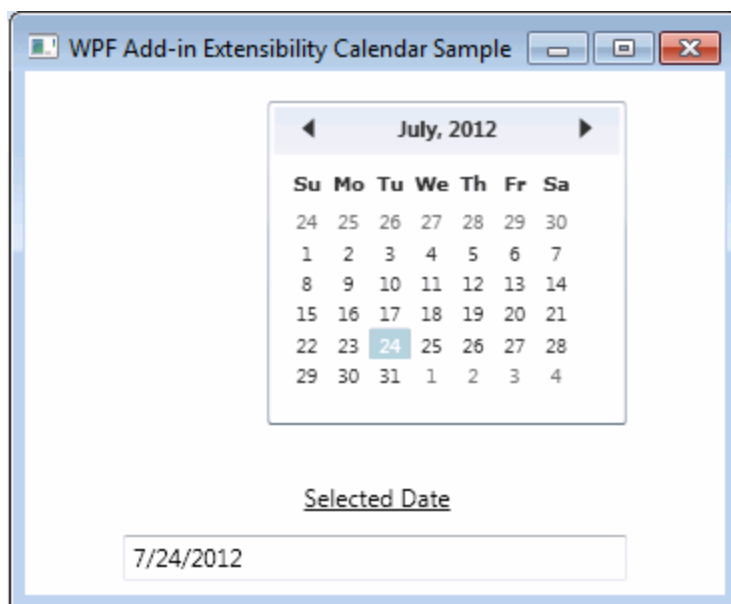 WPF Add-in Extensibility Calendar Sample
July, 2012
Su Mo Tu We Th Fr Sa
24 25 26 27 28 29 30
1 2 3 4 5 6 7
8 9 10 11 12 13 14
15 16 17 18 19 20 21
22 23 24 25 26 27 28
29 30 31 1 2 3 4
Selected Date
7/24/2012